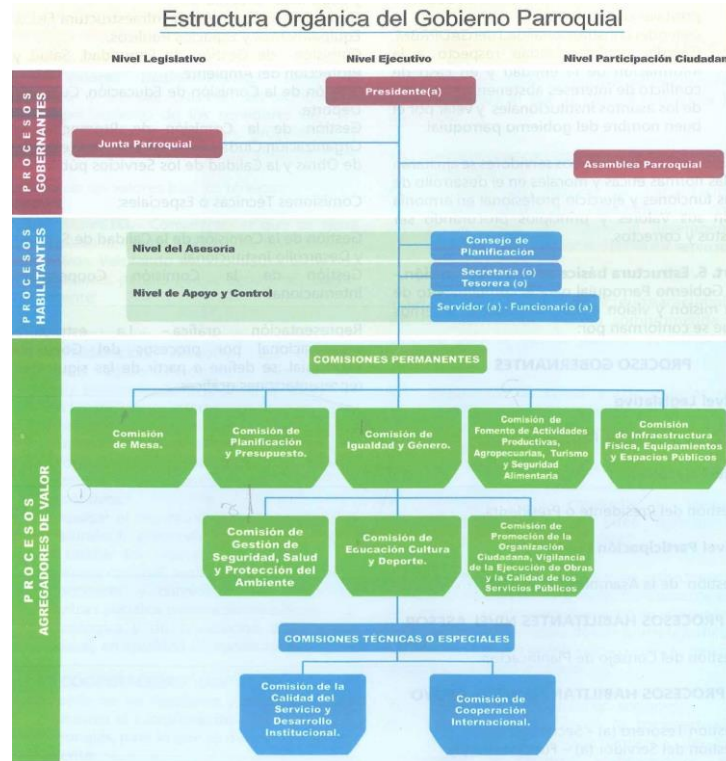 Estructura Orgánica del Gobierno Parroquial
Nivel Legislativo
Nivel Ejecutivo
Nivel Participación Ciudadan
PROCESOS
GOBERNANTES
Presidente(a)
Junta Parroquial
Asamblea Parroquial
PROCESOS
HABILITANTES
Nivel del Asesoría
Consejo de
Planificación
Secretaria (o)
Tesorera (o)
Nivel de Apoyo y Control
Servidor (a) - Funcionario (a)
PROCESOS
AGREGADORES DE VALOR
COMISIONES PERMANENTES
Comisión
de Mesa.
Comisión de
Planificación
y Presupuesto.
Comisión de
Igualdad y Género.
Comisión de
Fomento de Actividades
Productivas,
Agropecuarias, Turismo
y Seguridad
Alimentaria
Comisión
de Infraestructura
Física, Equipamientos
y Espacios Públicos
Comisión de
Gestión de
Seguridad, Salud
y Protección del
Ambiente
Comisión de
Educación Cultura
y Deporte.
Comisión de
Promoción de la
Organización
Ciudadana, Vigilancia
de la Ejecución de Obras
y la Calidad de los
Servicios Públicos
COMISIONES TÉCNICAS O ESPECIALES
Comisión de la
Calidad del
Servicio y
Desarrollo
Institucional.
Comisión de
Cooperación
Internacional.